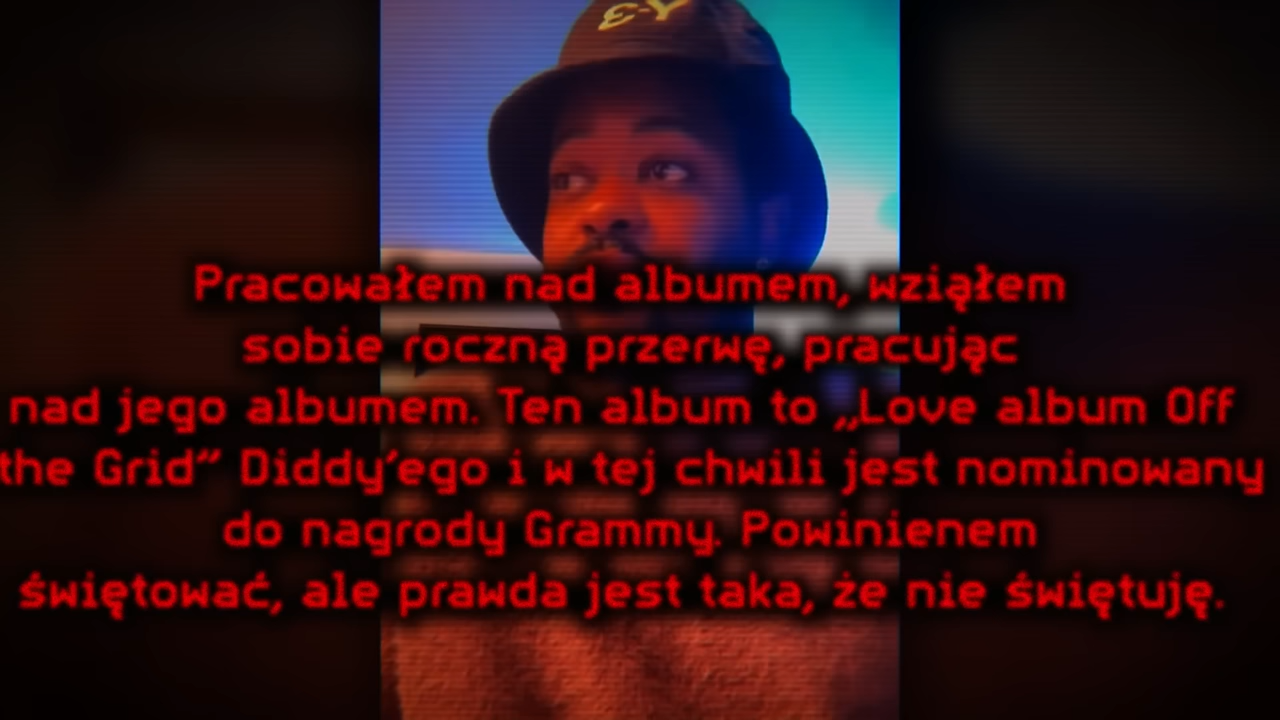 Pracowałem nad albumem, wziąłem
sobie roczną przerwę, pracując
nad jego albumem. Ten album to „Love album Off
the Grid” Diddy’ego i w tej chwili jest nominowany
do nagrody Grammy. Powinienem
świętować, ale prawda jest taka, że nie świętuję.